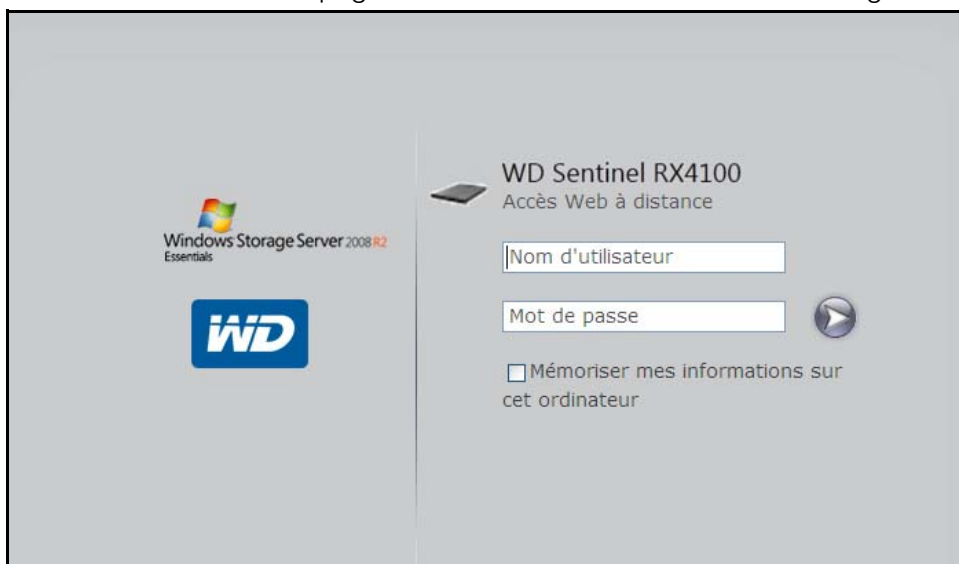 Windows Storage Server 2008 R2
Essentials
WD
WD Sentinel RX4100
Accès Web à distance
Nom d'utilisateur
Mot de passe
Mémoriser mes informations sur
cet ordinateur